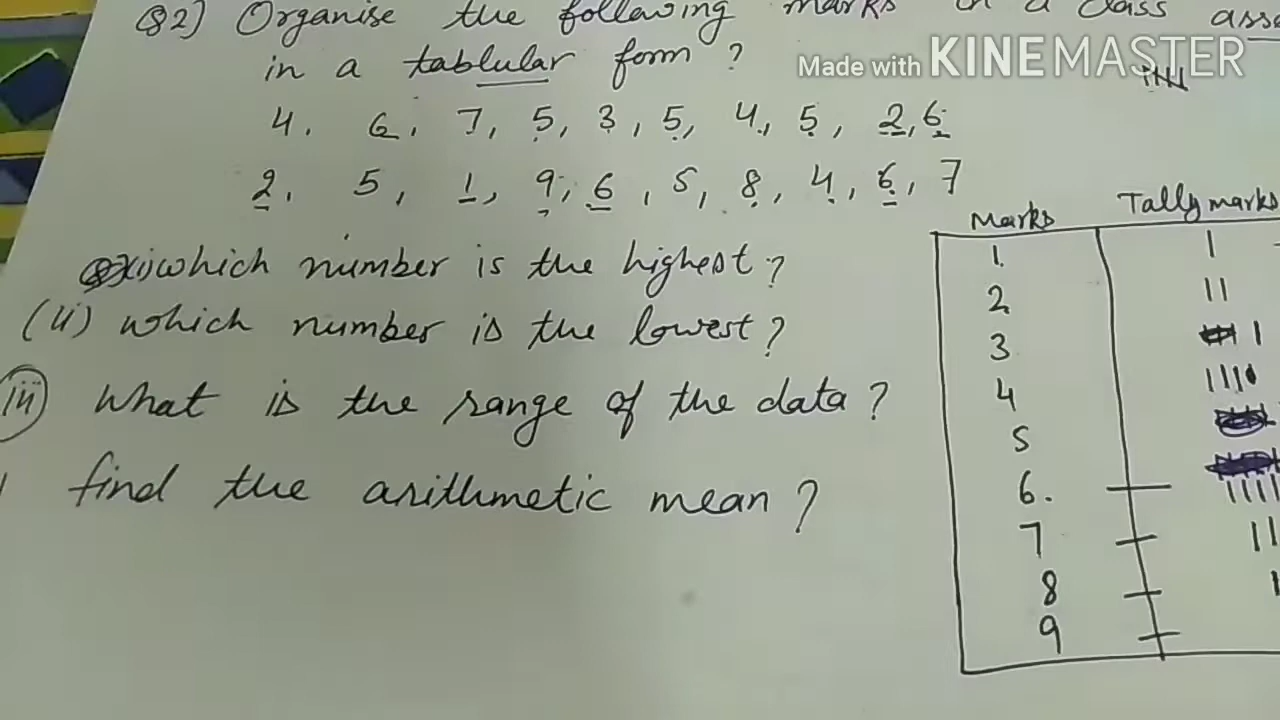 Q2) Organise the following marks in a class
in a tablular form ?
Made with KINEMASTER
4. 6, 7, 5, 3, 5, 4, 5, 2, 6
2, 5, 1, 9, 6, 5, 8, 4, 6, 7
i) which number is the highest?
(ii) which number is the lowest?
(iii) What is the range of the data ?
find the arithmetic mean ?
Marks Tally marks
1. |
2 ||
3 |
4 ||||
5
6. ||||
7 ||
8 |
9